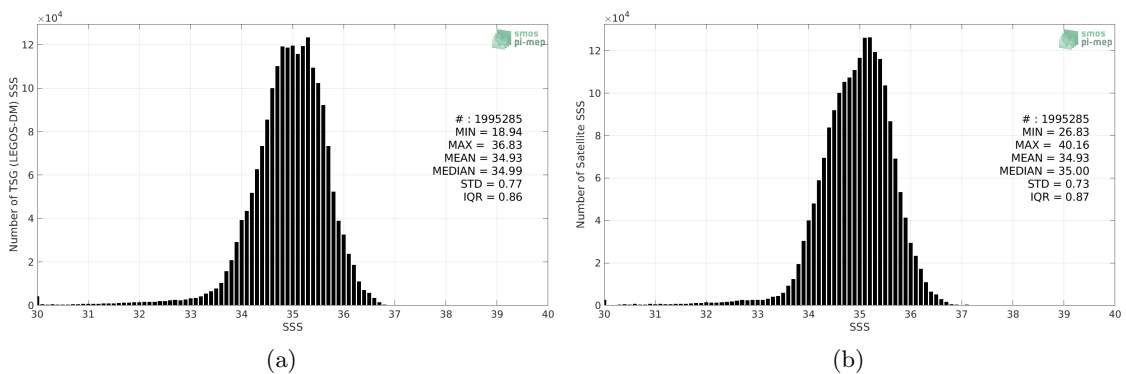 ×10⁴
12
10
8
6
4
2
0
30 31 32 33 34 35 36 37 38 39 40
SSS
Number of TSG (LEGOS-DM) SSS
smos
pi-mep
# : 1995285
MIN = 18.94
MAX = 36.83
MEAN = 34.93
MEDIAN = 34.99
STD = 0.77
IQR = 0.86
(a)
×10⁴
12
10
8
6
4
2
0
30 31 32 33 34 35 36 37 38 39 40
SSS
Number of Satellite SSS
smos
pi-mep
# : 1995285
MIN = 26.83
MAX = 40.16
MEAN = 34.93
MEDIAN = 35.00
STD = 0.73
IQR = 0.87
(b)